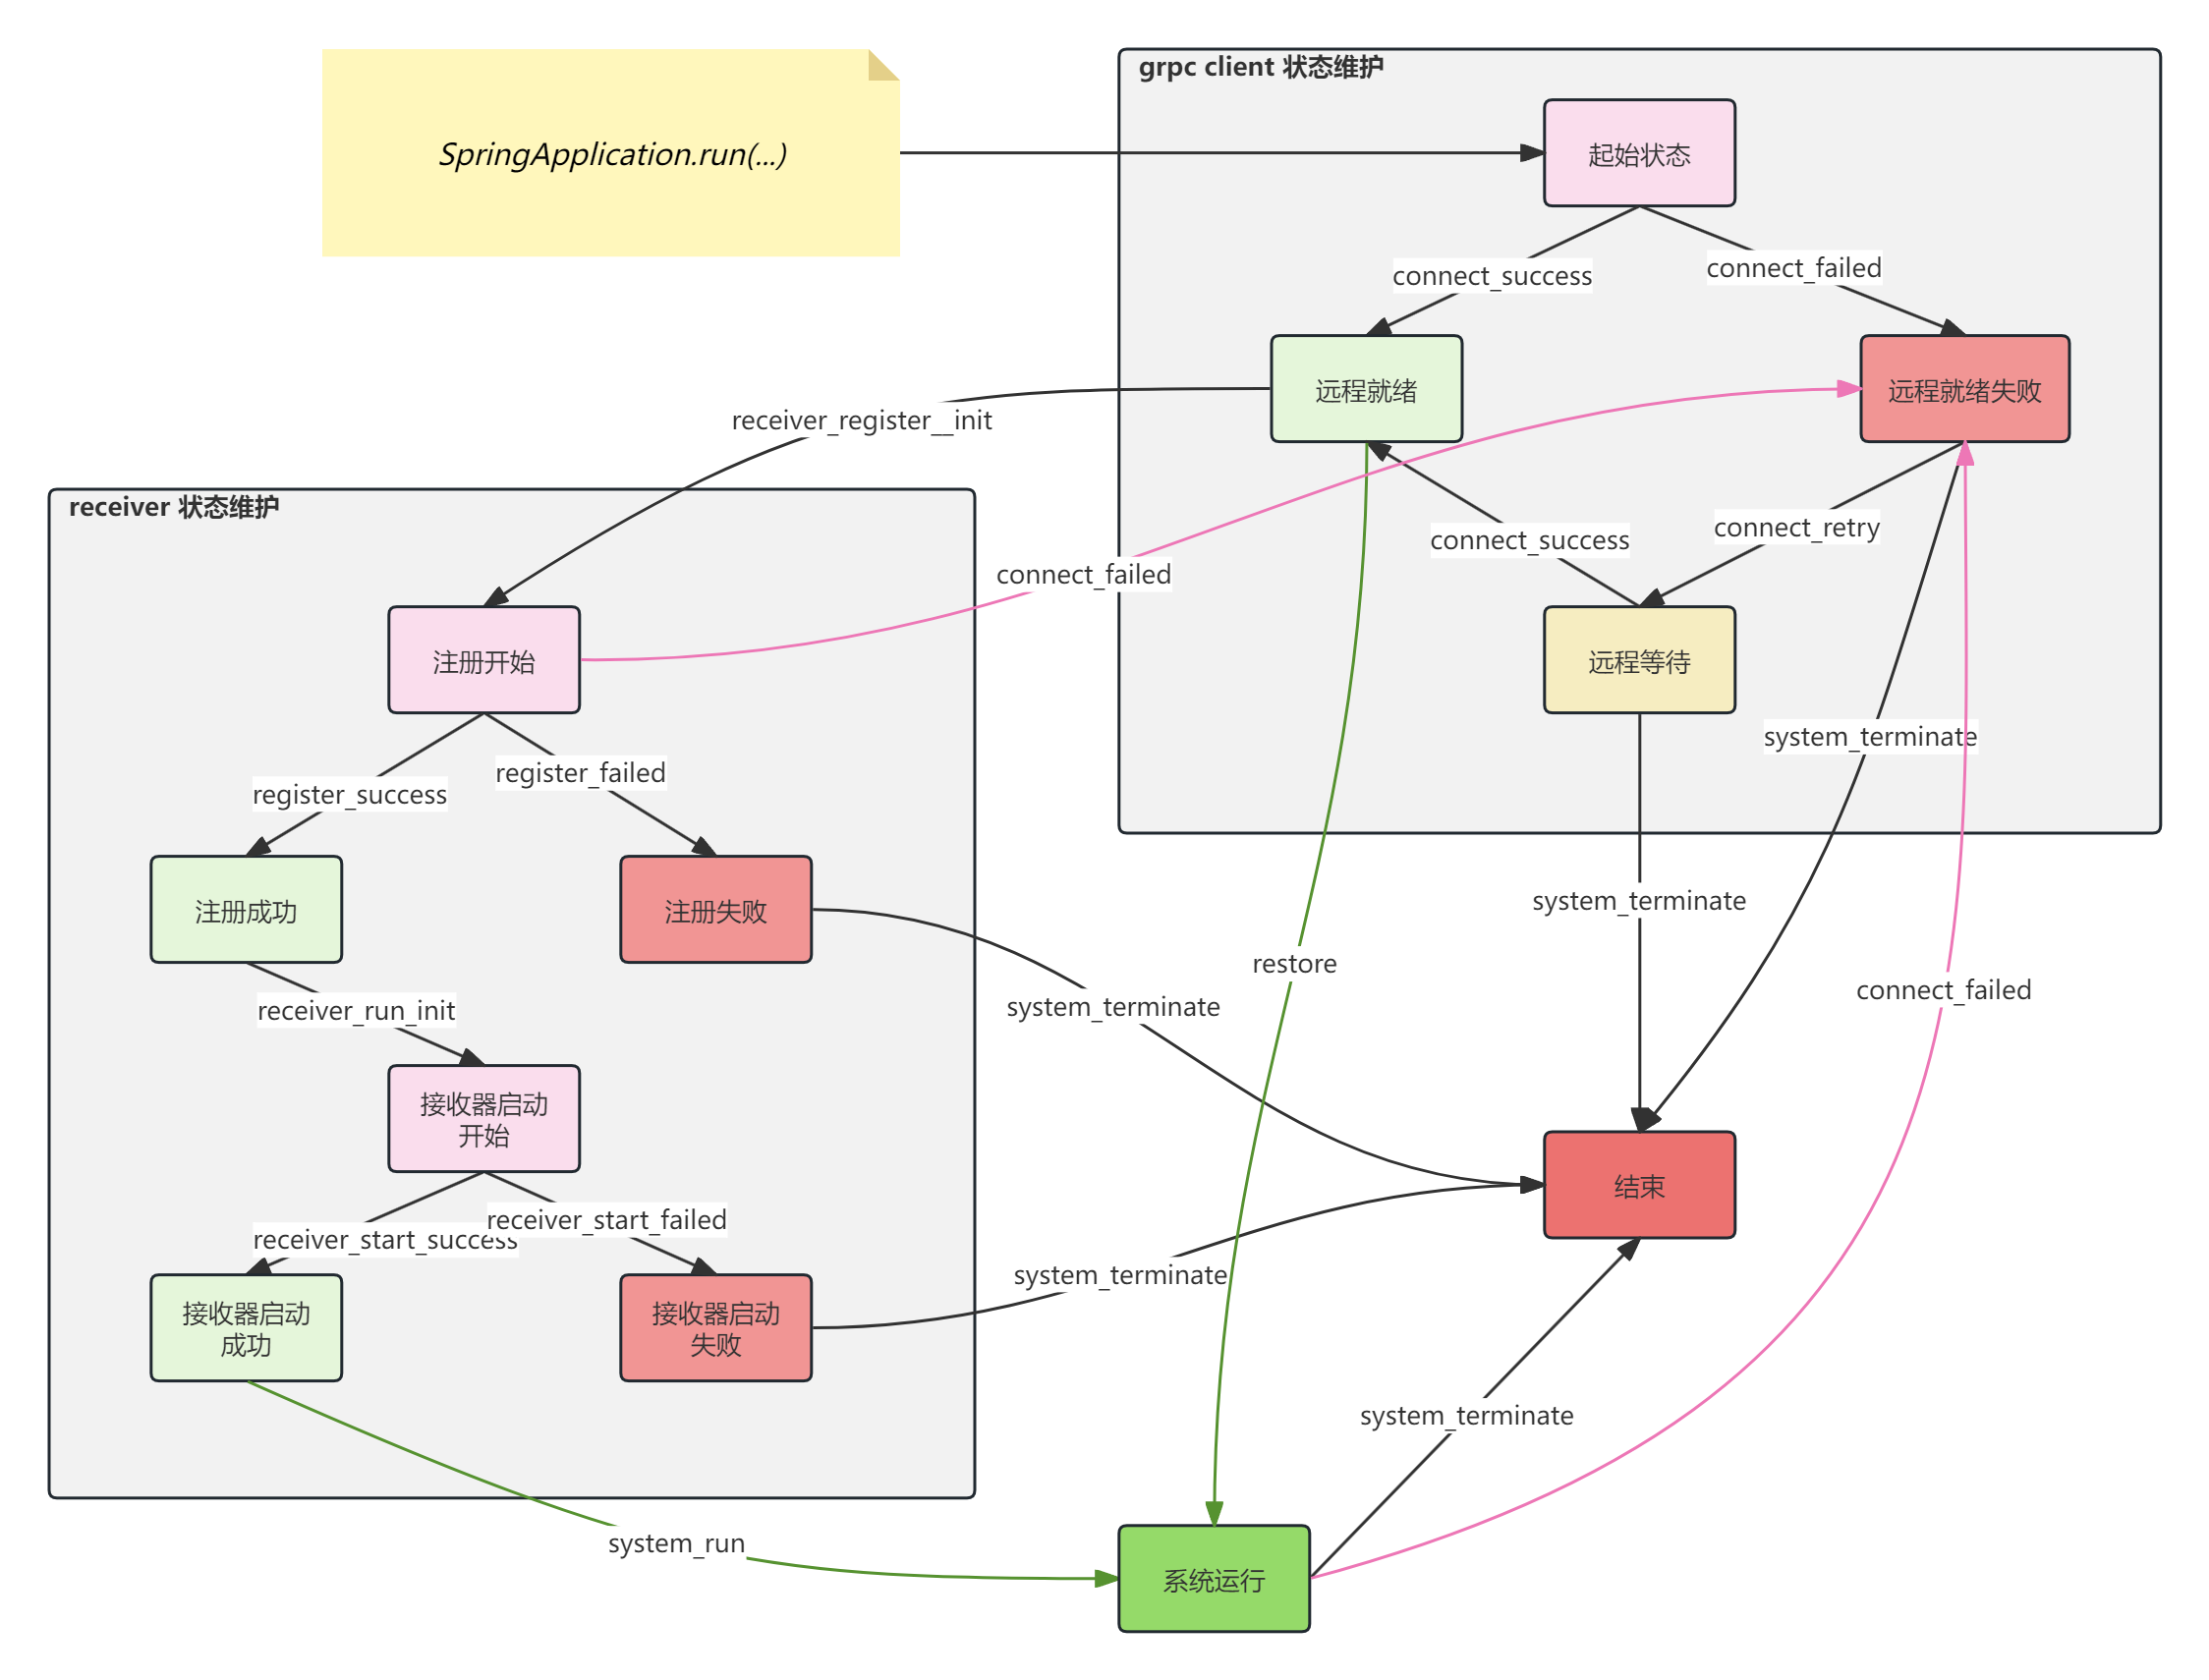 grpc client 状态维护
SpringApplication.run(...)
起始状态
connect_success
connect_failed
远程就绪
远程就绪失败
receiver_register__init
receiver 状态维护
connect_success
connect_retry
connect_failed
注册开始
远程等待
system_terminate
register_success
register_failed
注册成功
注册失败
system_terminate
restore
connect_failed
receiver_run_init
system_terminate
接收器启动
开始
结束
receiver_start_failed
receiver_start_success
system_terminate
接收器启动
成功
接收器启动
失败
system_terminate
system_run
系统运行